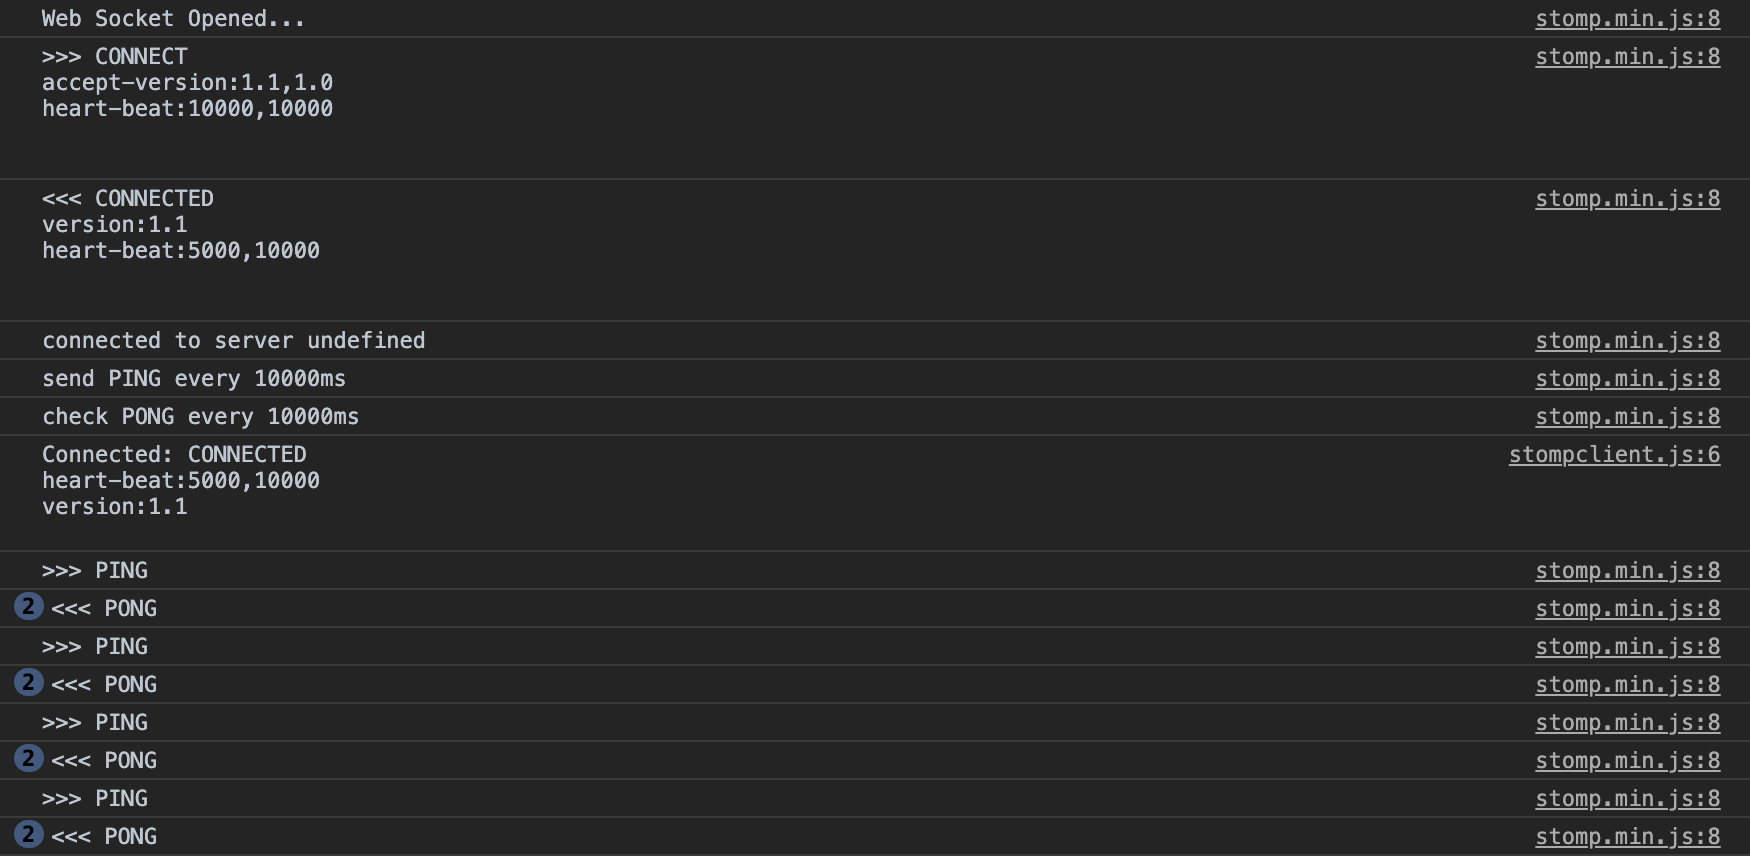 Web Socket Opened... stomp.min.js:8
>>> CONNECT stomp.min.js:8
accept-version:1.1,1.0
heart-beat:10000,10000
<<< CONNECTED stomp.min.js:8
version:1.1
heart-beat:5000,10000
connected to server undefined stomp.min.js:8
send PING every 10000ms stomp.min.js:8
check PONG every 10000ms stomp.min.js:8
Connected: CONNECTED stompclient.js:6
heart-beat:5000,10000
version:1.1
>>> PING stomp.min.js:8
2 <<< PONG stomp.min.js:8
>>> PING stomp.min.js:8
2 <<< PONG stomp.min.js:8
>>> PING stomp.min.js:8
2 <<< PONG stomp.min.js:8
>>> PING stomp.min.js:8
2 <<< PONG stomp.min.js:8